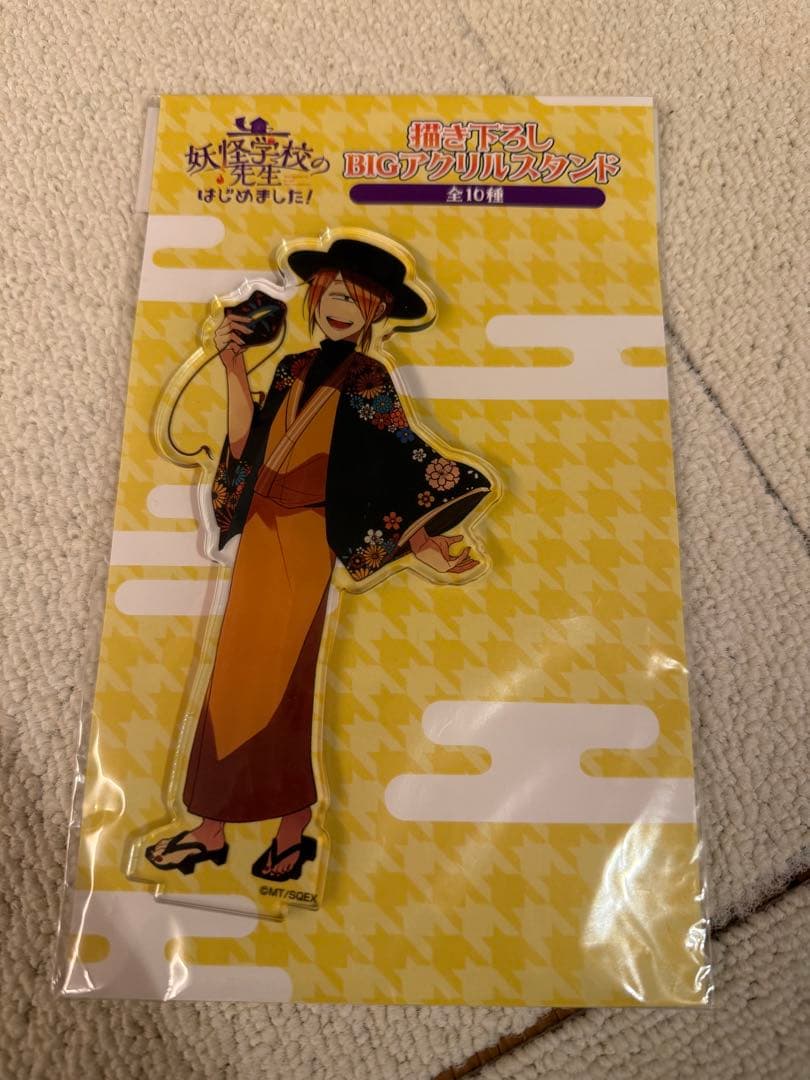 妖怪学校の
先生
はじめました!
描き下ろし
BIGアクリルスタンド
全10種
©MT/SQEX